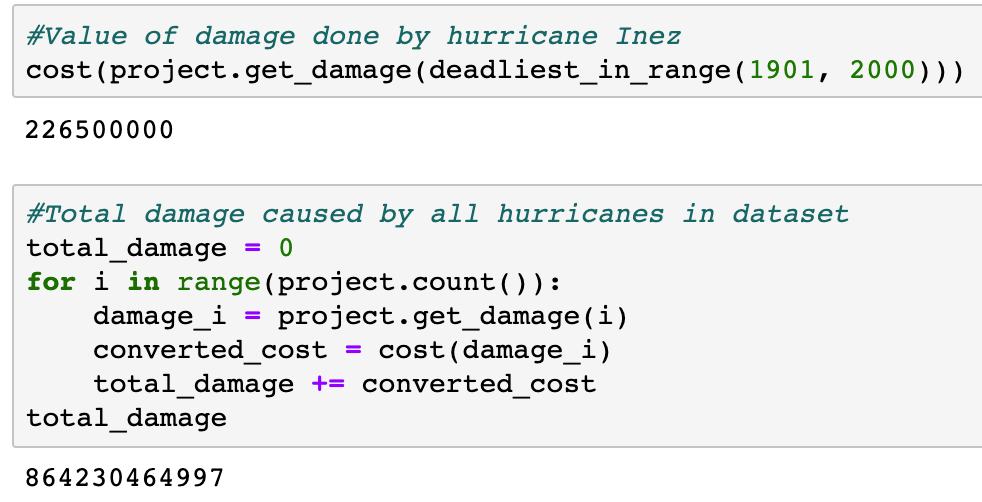 #Value of damage done by hurricane Inez
cost(project.get_damage(deadliest_in_range(1901, 2000)))
226500000
#Total damage caused by all hurricanes in dataset
total_damage = 0
for i in range(project.count()):
    damage_i = project.get_damage(i)
    converted_cost = cost(damage_i)
    total_damage += converted_cost
total_damage
864230464997